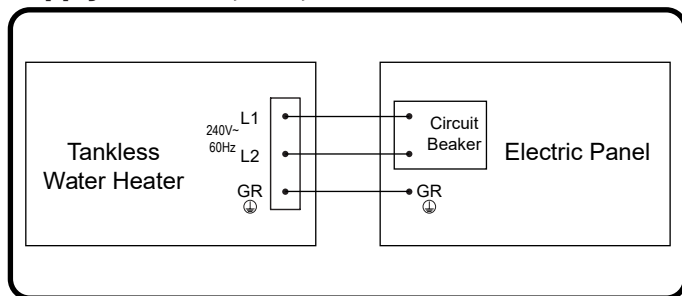 L1
240V~
60Hz
L2
GR
Tankless
Water Heater
Circuit
Beaker
GR
Electric Panel